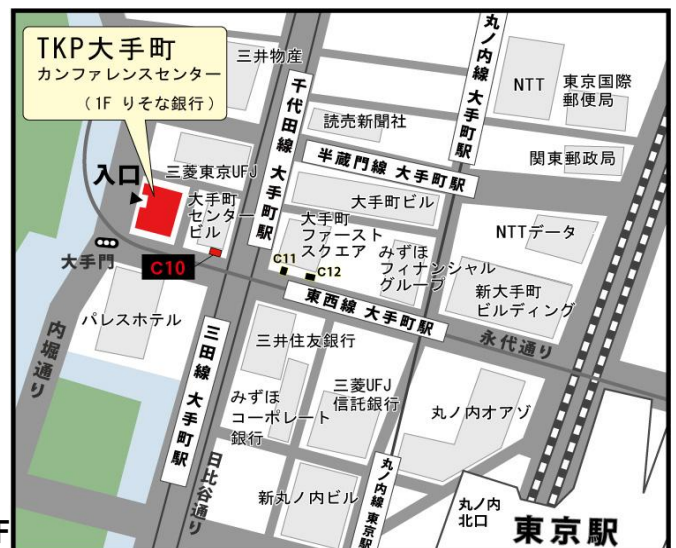 TKP大手町
カンファレンスセンター
(1F りそな銀行)
三井物産
千代田線 大手町駅
丸ノ内線 大手町駅
NTT
東京国際
郵便局
読売新聞社
関東郵政局
半蔵門線 大手町駅
三菱東京UFJ
入口
大手町
センター
ビル
大手町ビル
大手町
ファースト
スクエア
NTTデータ
みずほ
フィナンシャル
グループ
新大手町
ビルディング
大手門
C10
C11
C12
東西線 大手町駅
永代通り
パレスホテル
内堀通り
三田線 大手町駅
三井住友銀行
みずほ
コーポレート
銀行
三菱UFJ
信託銀行
丸ノ内オアゾ
日比谷通り
新丸ノ内ビル
丸ノ内線 東京駅
丸ノ内
北口
東京駅
F